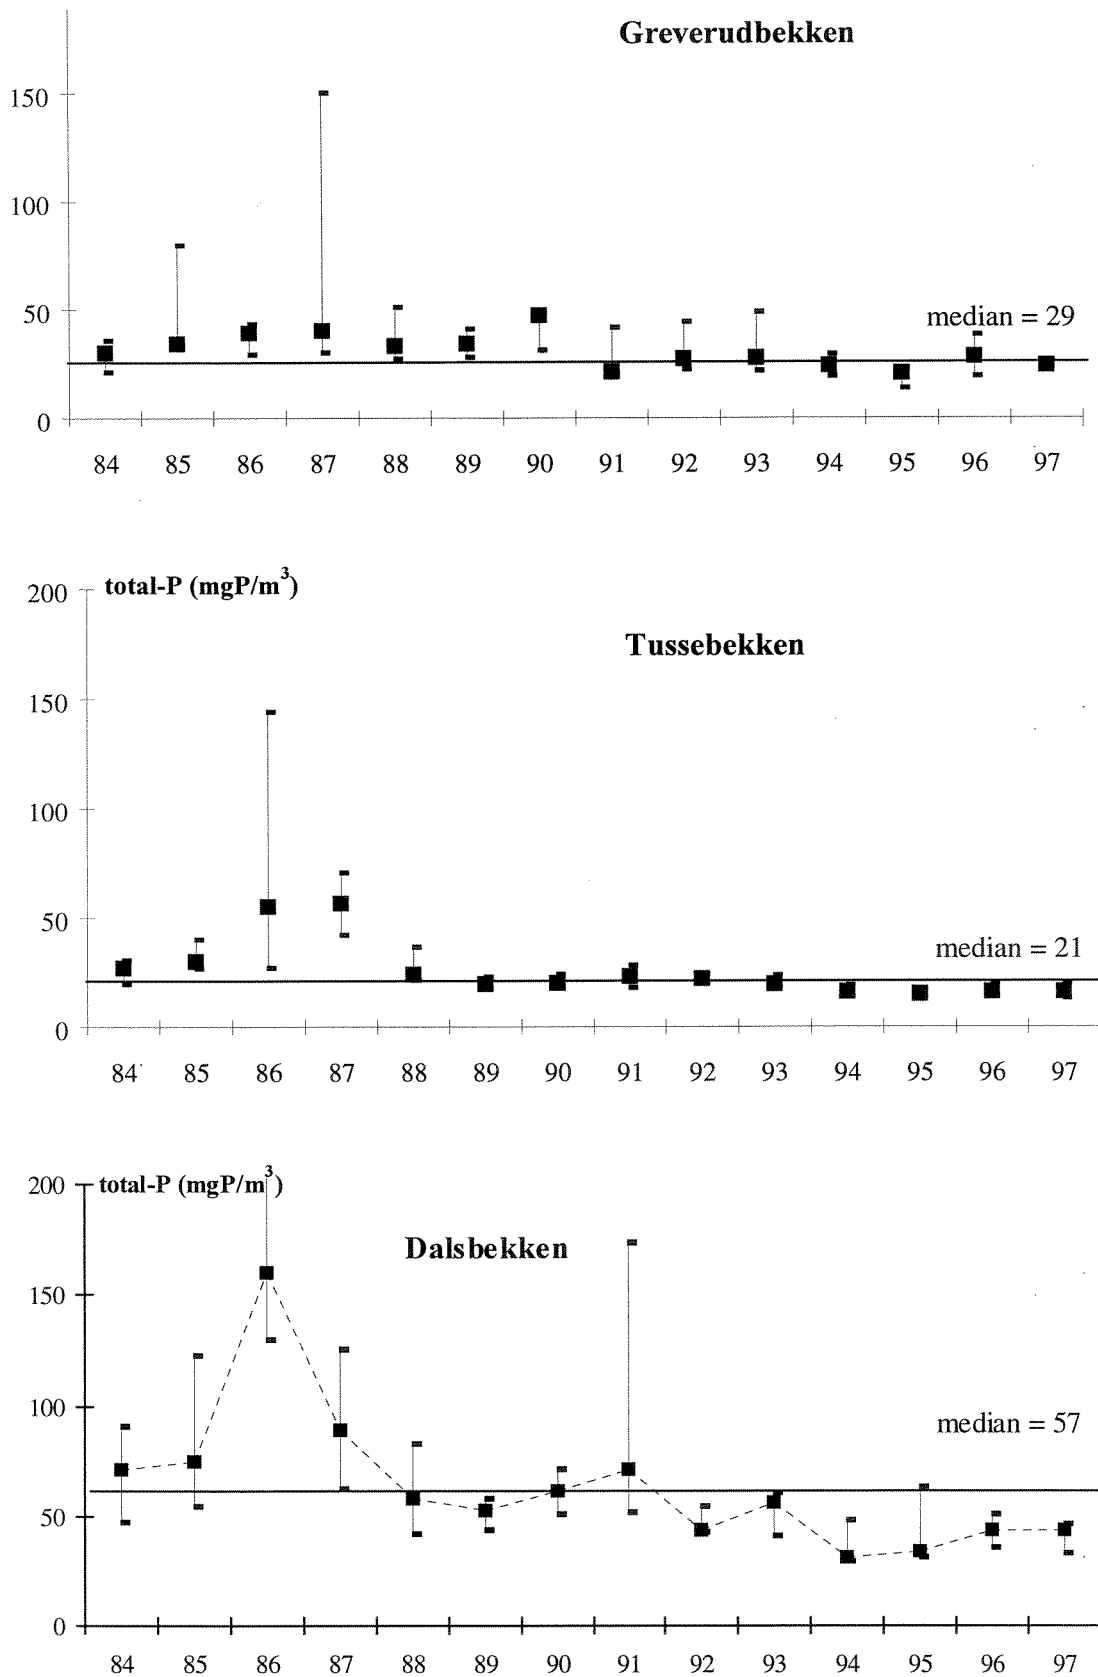 Greverudbekken
150
100
50
median = 29
0
84 85 86 87 88 89 90 91 92 93 94 95 96 97
200 total-P (mgP/m³)
Tussebekken
150
100
50
median = 21
0
84 85 86 87 88 89 90 91 92 93 94 95 96 97
200 total-P (mgP/m³)
Dalsbekken
150
100
median = 57
50
0
84 85 86 87 88 89 90 91 92 93 94 95 96 97